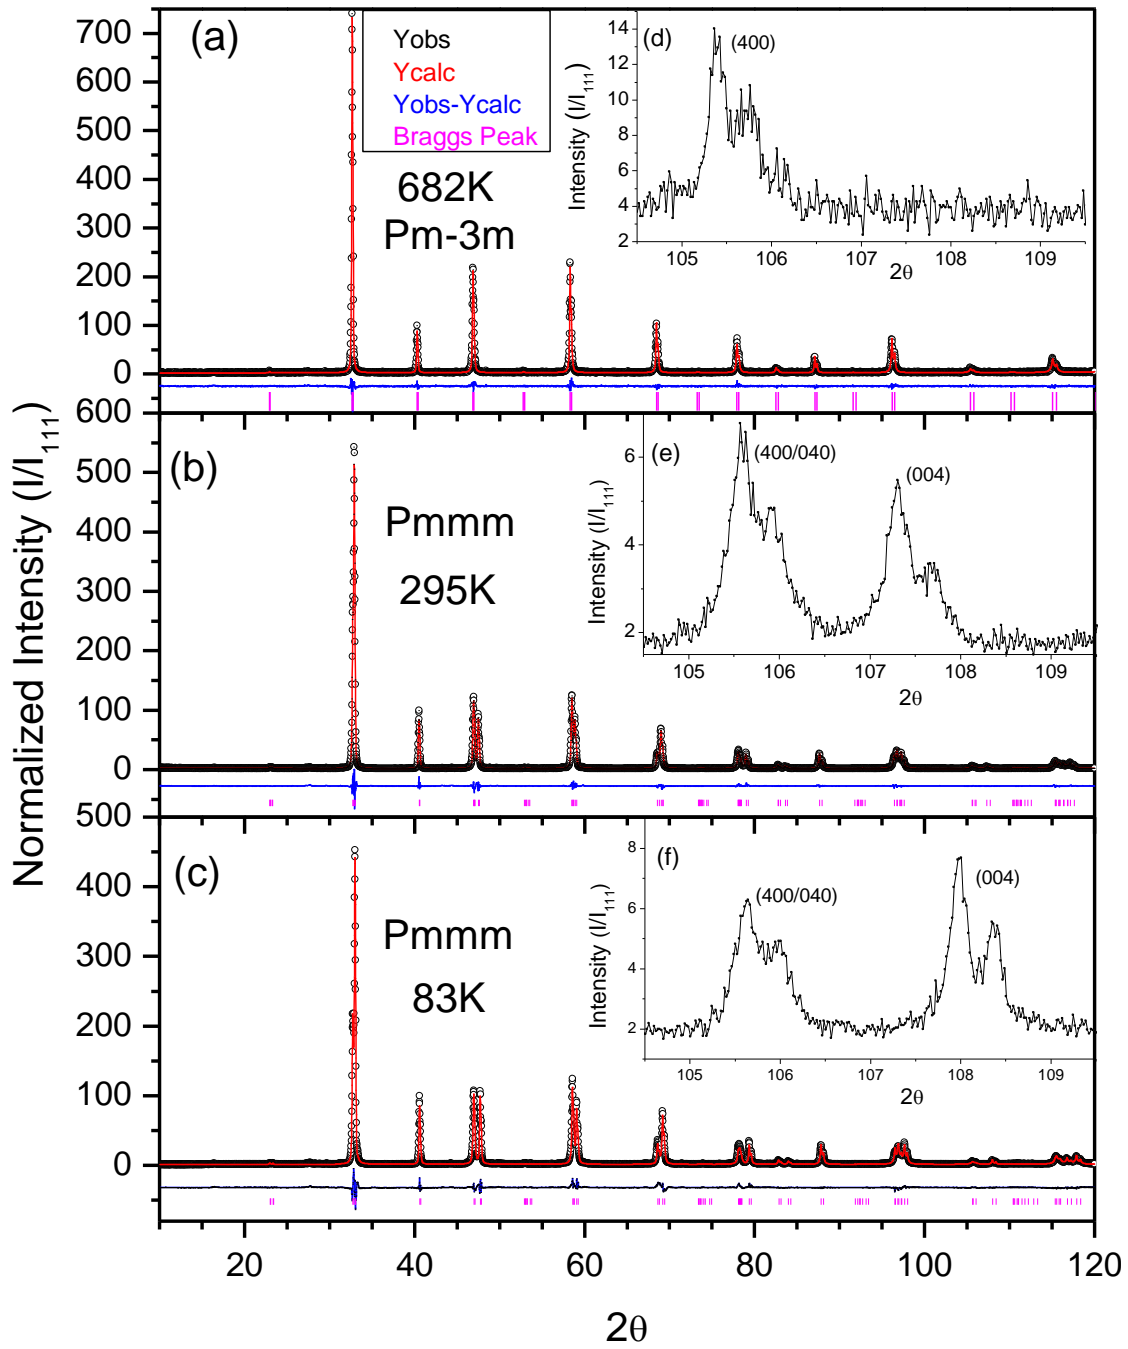 (a)
Yobs
Ycalc
Yobs-Ycalc
Braggs Peak
682K
Pm-3m
700
600
500
400
300
200
100
0
(d)
(400)
Intensity (I/I111)
14
12
10
8
6
4
2
105 106 107 108 109
2θ
Normalized Intensity (I/I111)
(b)
Pmmm
295K
600
500
400
300
200
100
0
(e)
(400/040)
(004)
Intensity (I/I111)
6
4
2
105 106 107 108 109
2θ
(c)
Pmmm
83K
500
400
300
200
100
0
(f)
(400/040)
(004)
Intensity (I/I111)
8
6
4
2
105 106 107 108 109
2θ
20 40 60 80 100 120
2θ